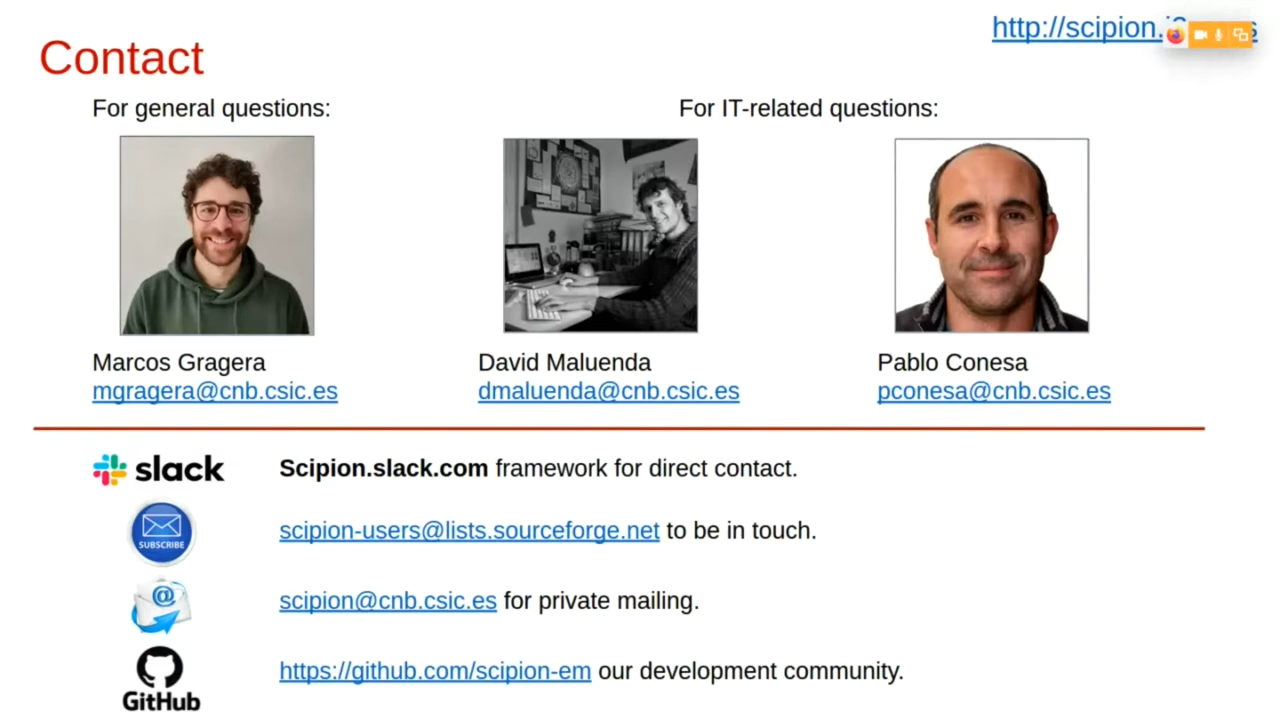 http://scipion.
Contact
For general questions:
For IT-related questions:
Marcos Gragera
mgragera@cnb.csic.es
David Maluenda
dmaluenda@cnb.csic.es
Pablo Conesa
pconesa@cnb.csic.es
slack
Scipion.slack.com framework for direct contact.
SUBSCRIBE
scipion-users@lists.sourceforge.net to be in touch.
@
scipion@cnb.csic.es for private mailing.
GitHub
https://github.com/scipion-em our development community.